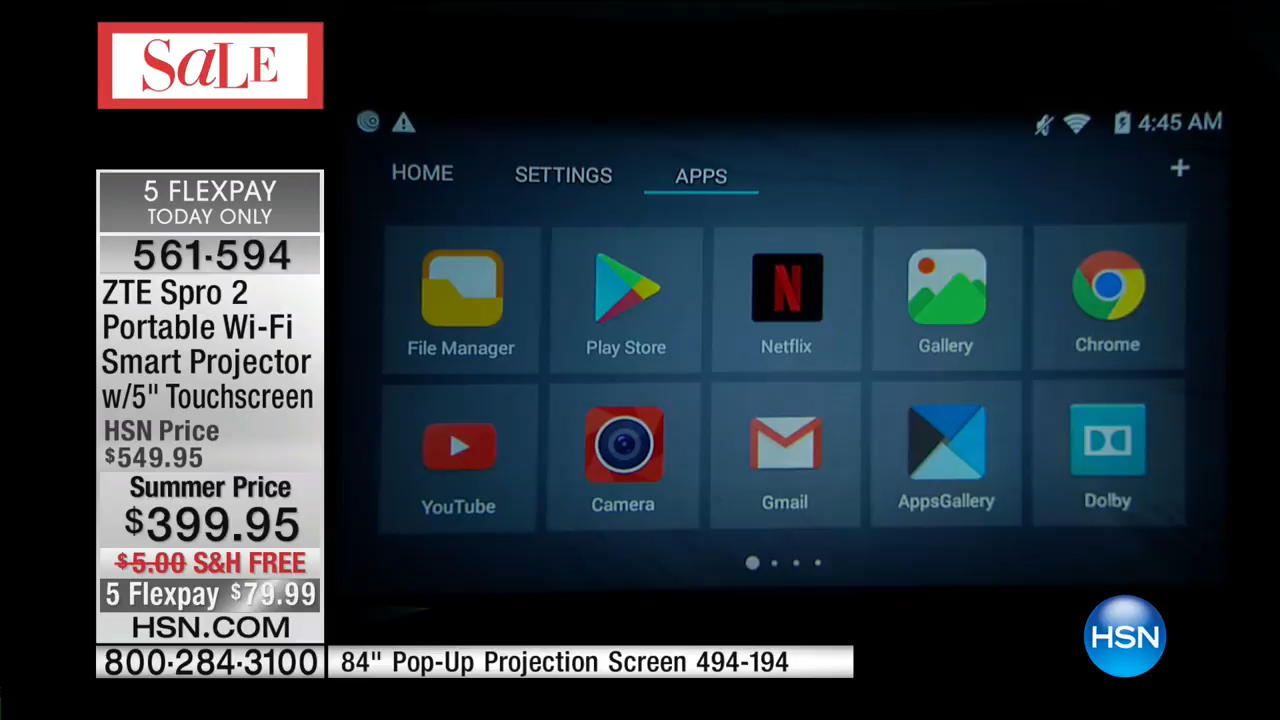 SaLE
5 FLEXPAY
TODAY ONLY
561·594
ZTE Spro 2
Portable Wi-Fi
Smart Projector
w/5" Touchscreen
HSN Price
$549.95
Summer Price
$399.95
$5.00 S&H FREE
5 Flexpay $79.99
HSN.COM
800·284·3100
84" Pop-Up Projection Screen 494-194
4:45 AM
HOME SETTINGS APPS +
File Manager Play Store Netflix Gallery Chrome
YouTube Camera Gmail AppsGallery Dolby
N
HSN